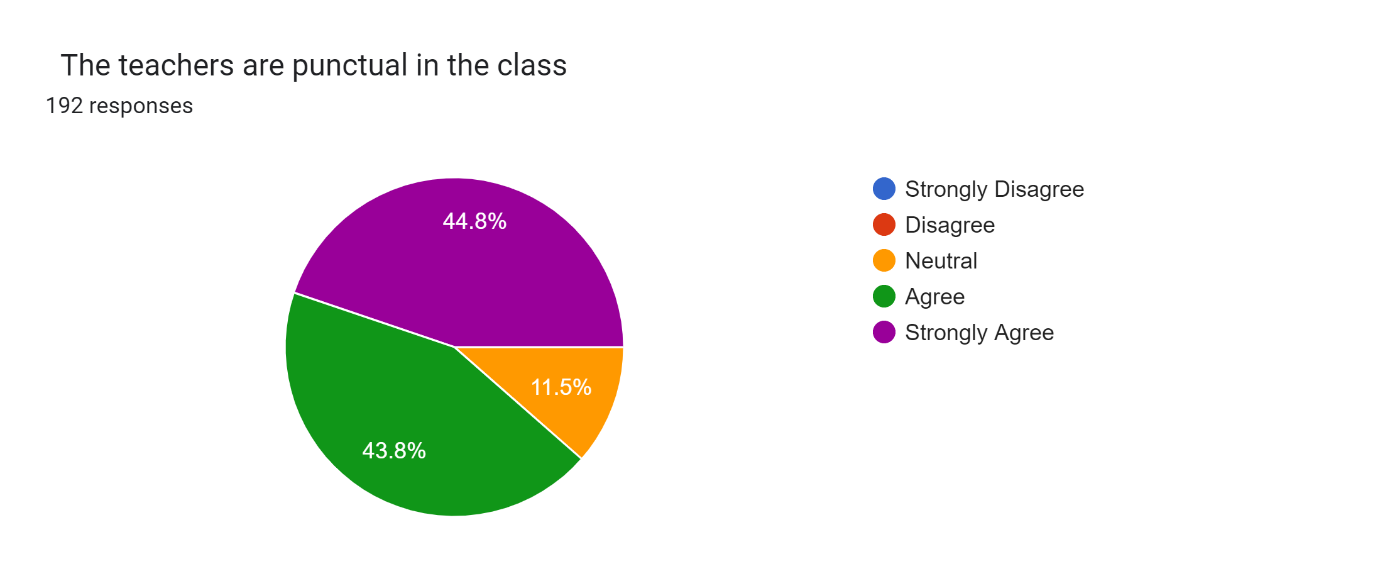 The teachers are punctual in the class
192 responses
44.8%
11.5%
43.8%
Strongly Disagree
Disagree
Neutral
Agree
Strongly Agree